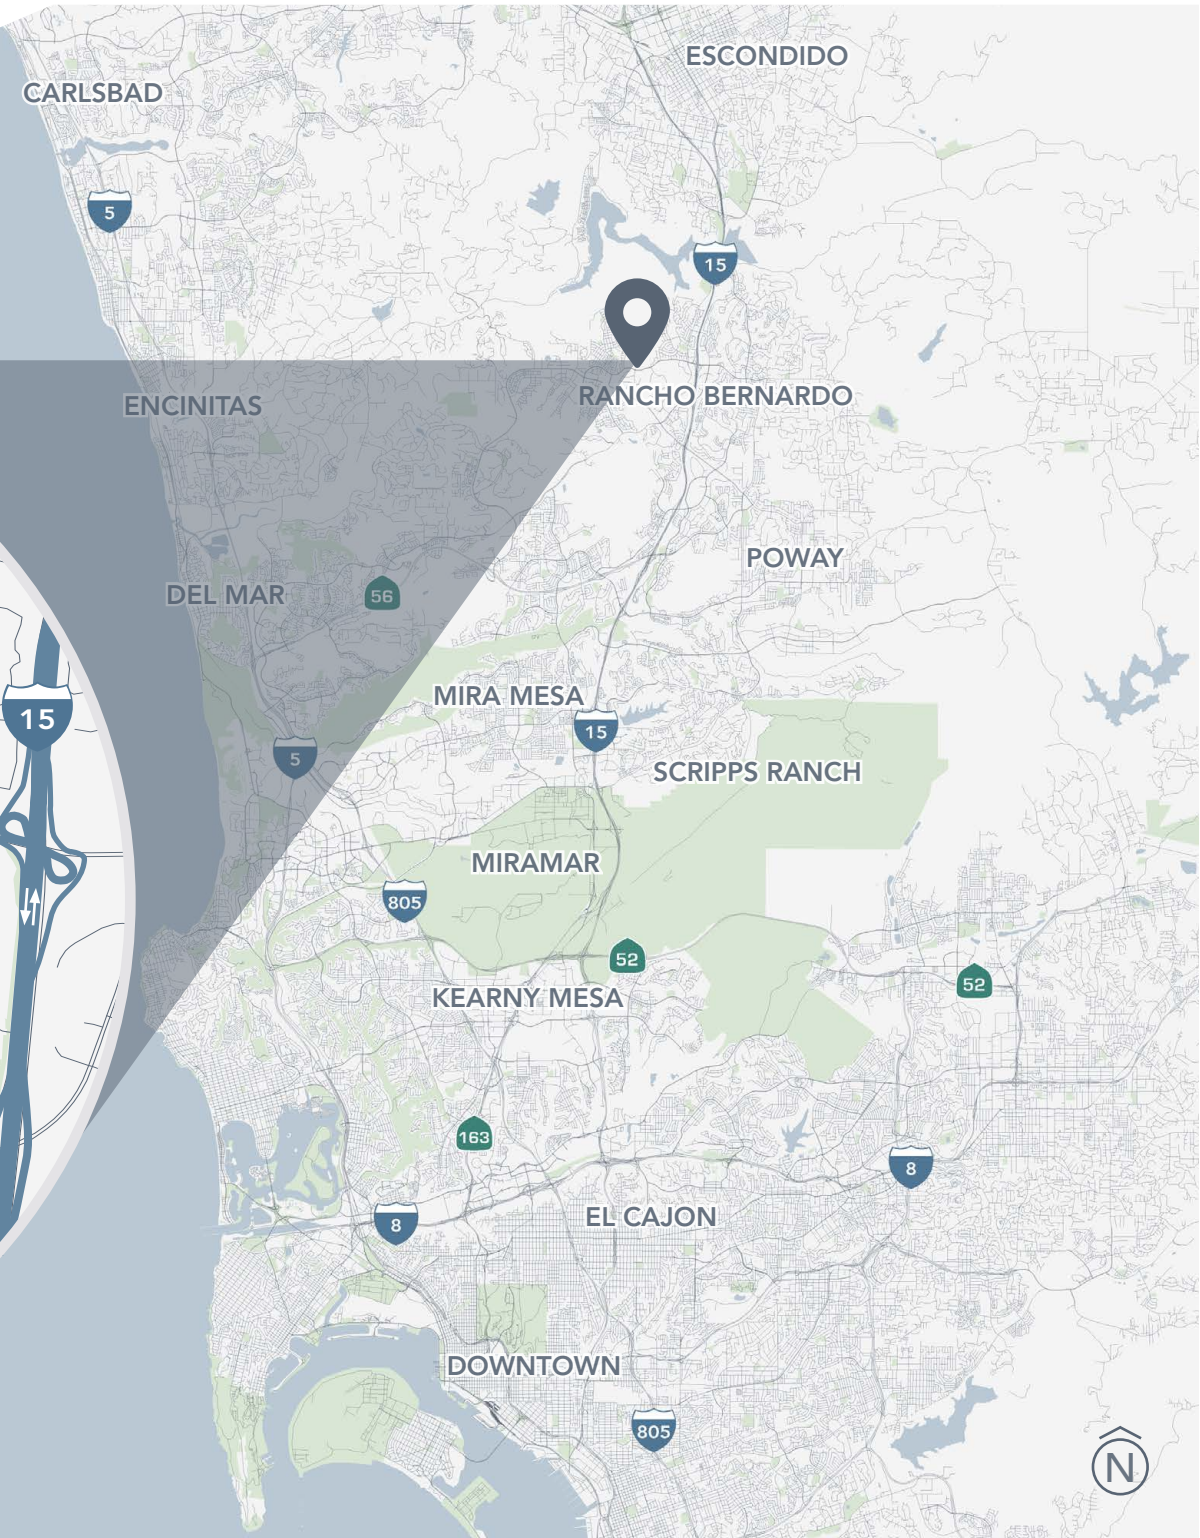 ESCONDIDO
CARLSBAD
5
15
RANCHO BERNARDO
ENCINITAS
POWAY
DEL MAR
56
MIRA MESA
15
15
5
SCRIPPS RANCH
MIRAMAR
805
52
52
KEARNY MESA
163
8
8
EL CAJON
DOWNTOWN
805
N